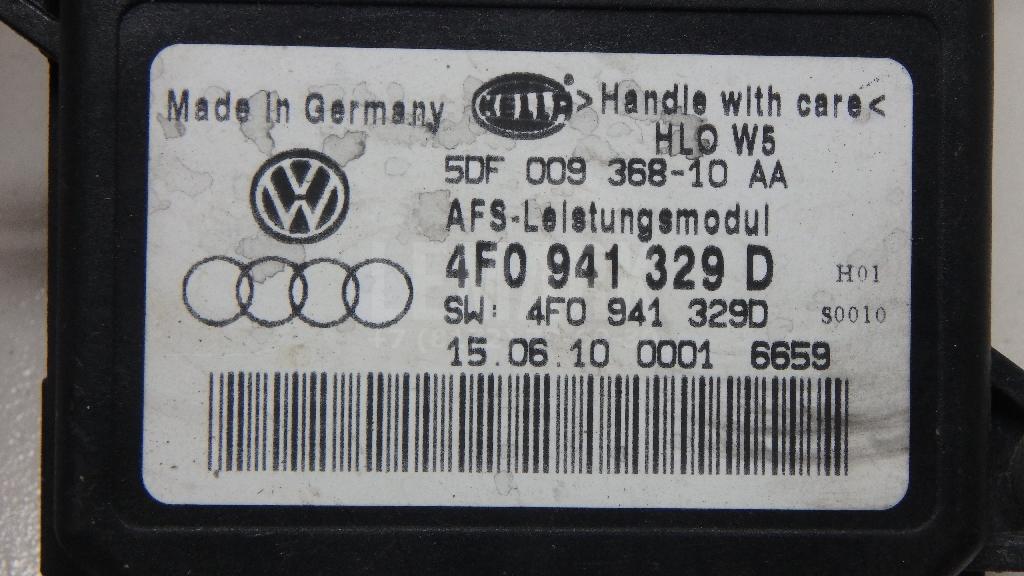 Made in Germany HELLA® >Handle with care<
HLO W5
5DF 009 368-10 AA
AFS-Leistungsmodul
4F0 941 329 D H01
SW: 4F0 941 329D S0010
15.06.10 0001 6659